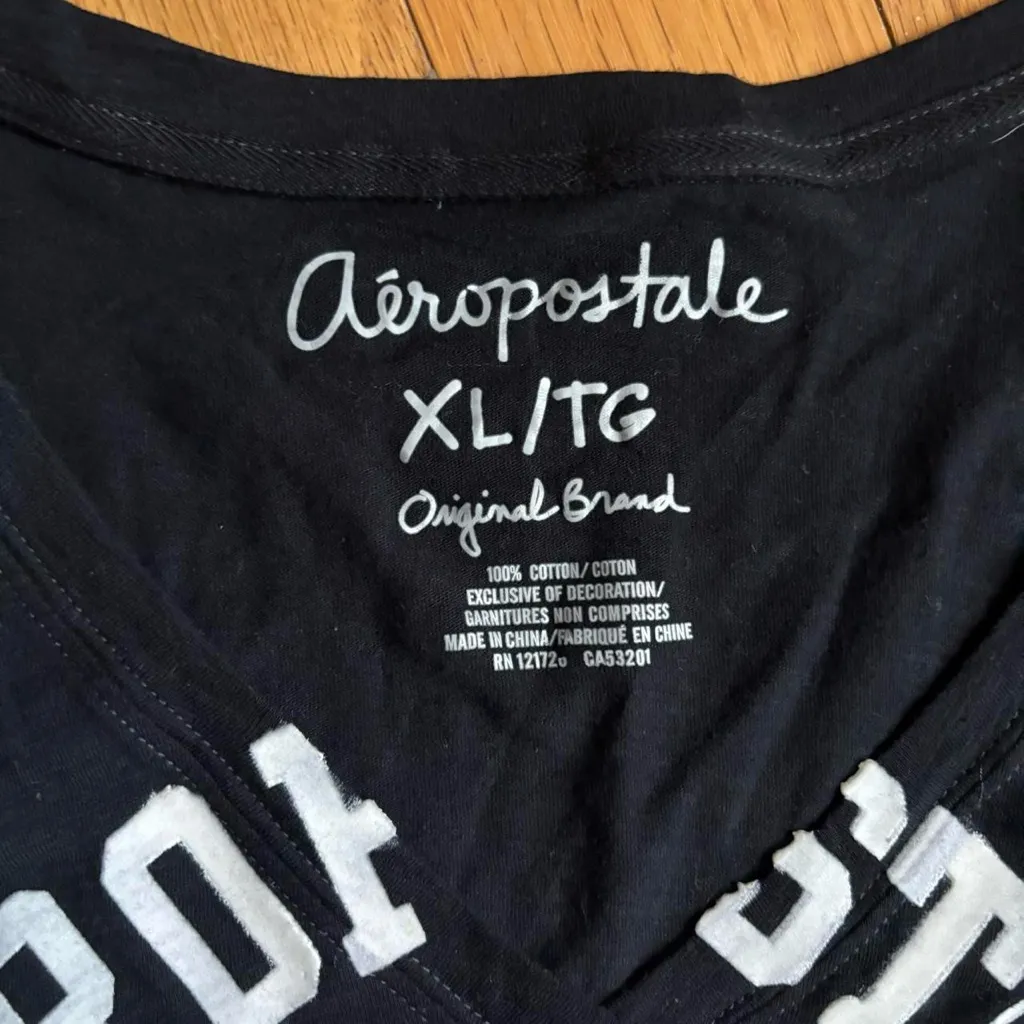 aéropostale
XL/TG
Original Brand
100% COTTON/COTON
EXCLUSIVE OF DECORATION/
GARNITURES NON COMPRISES
MADE IN CHINA/FABRIQUÉ EN CHINE
RN 121726 CA53201